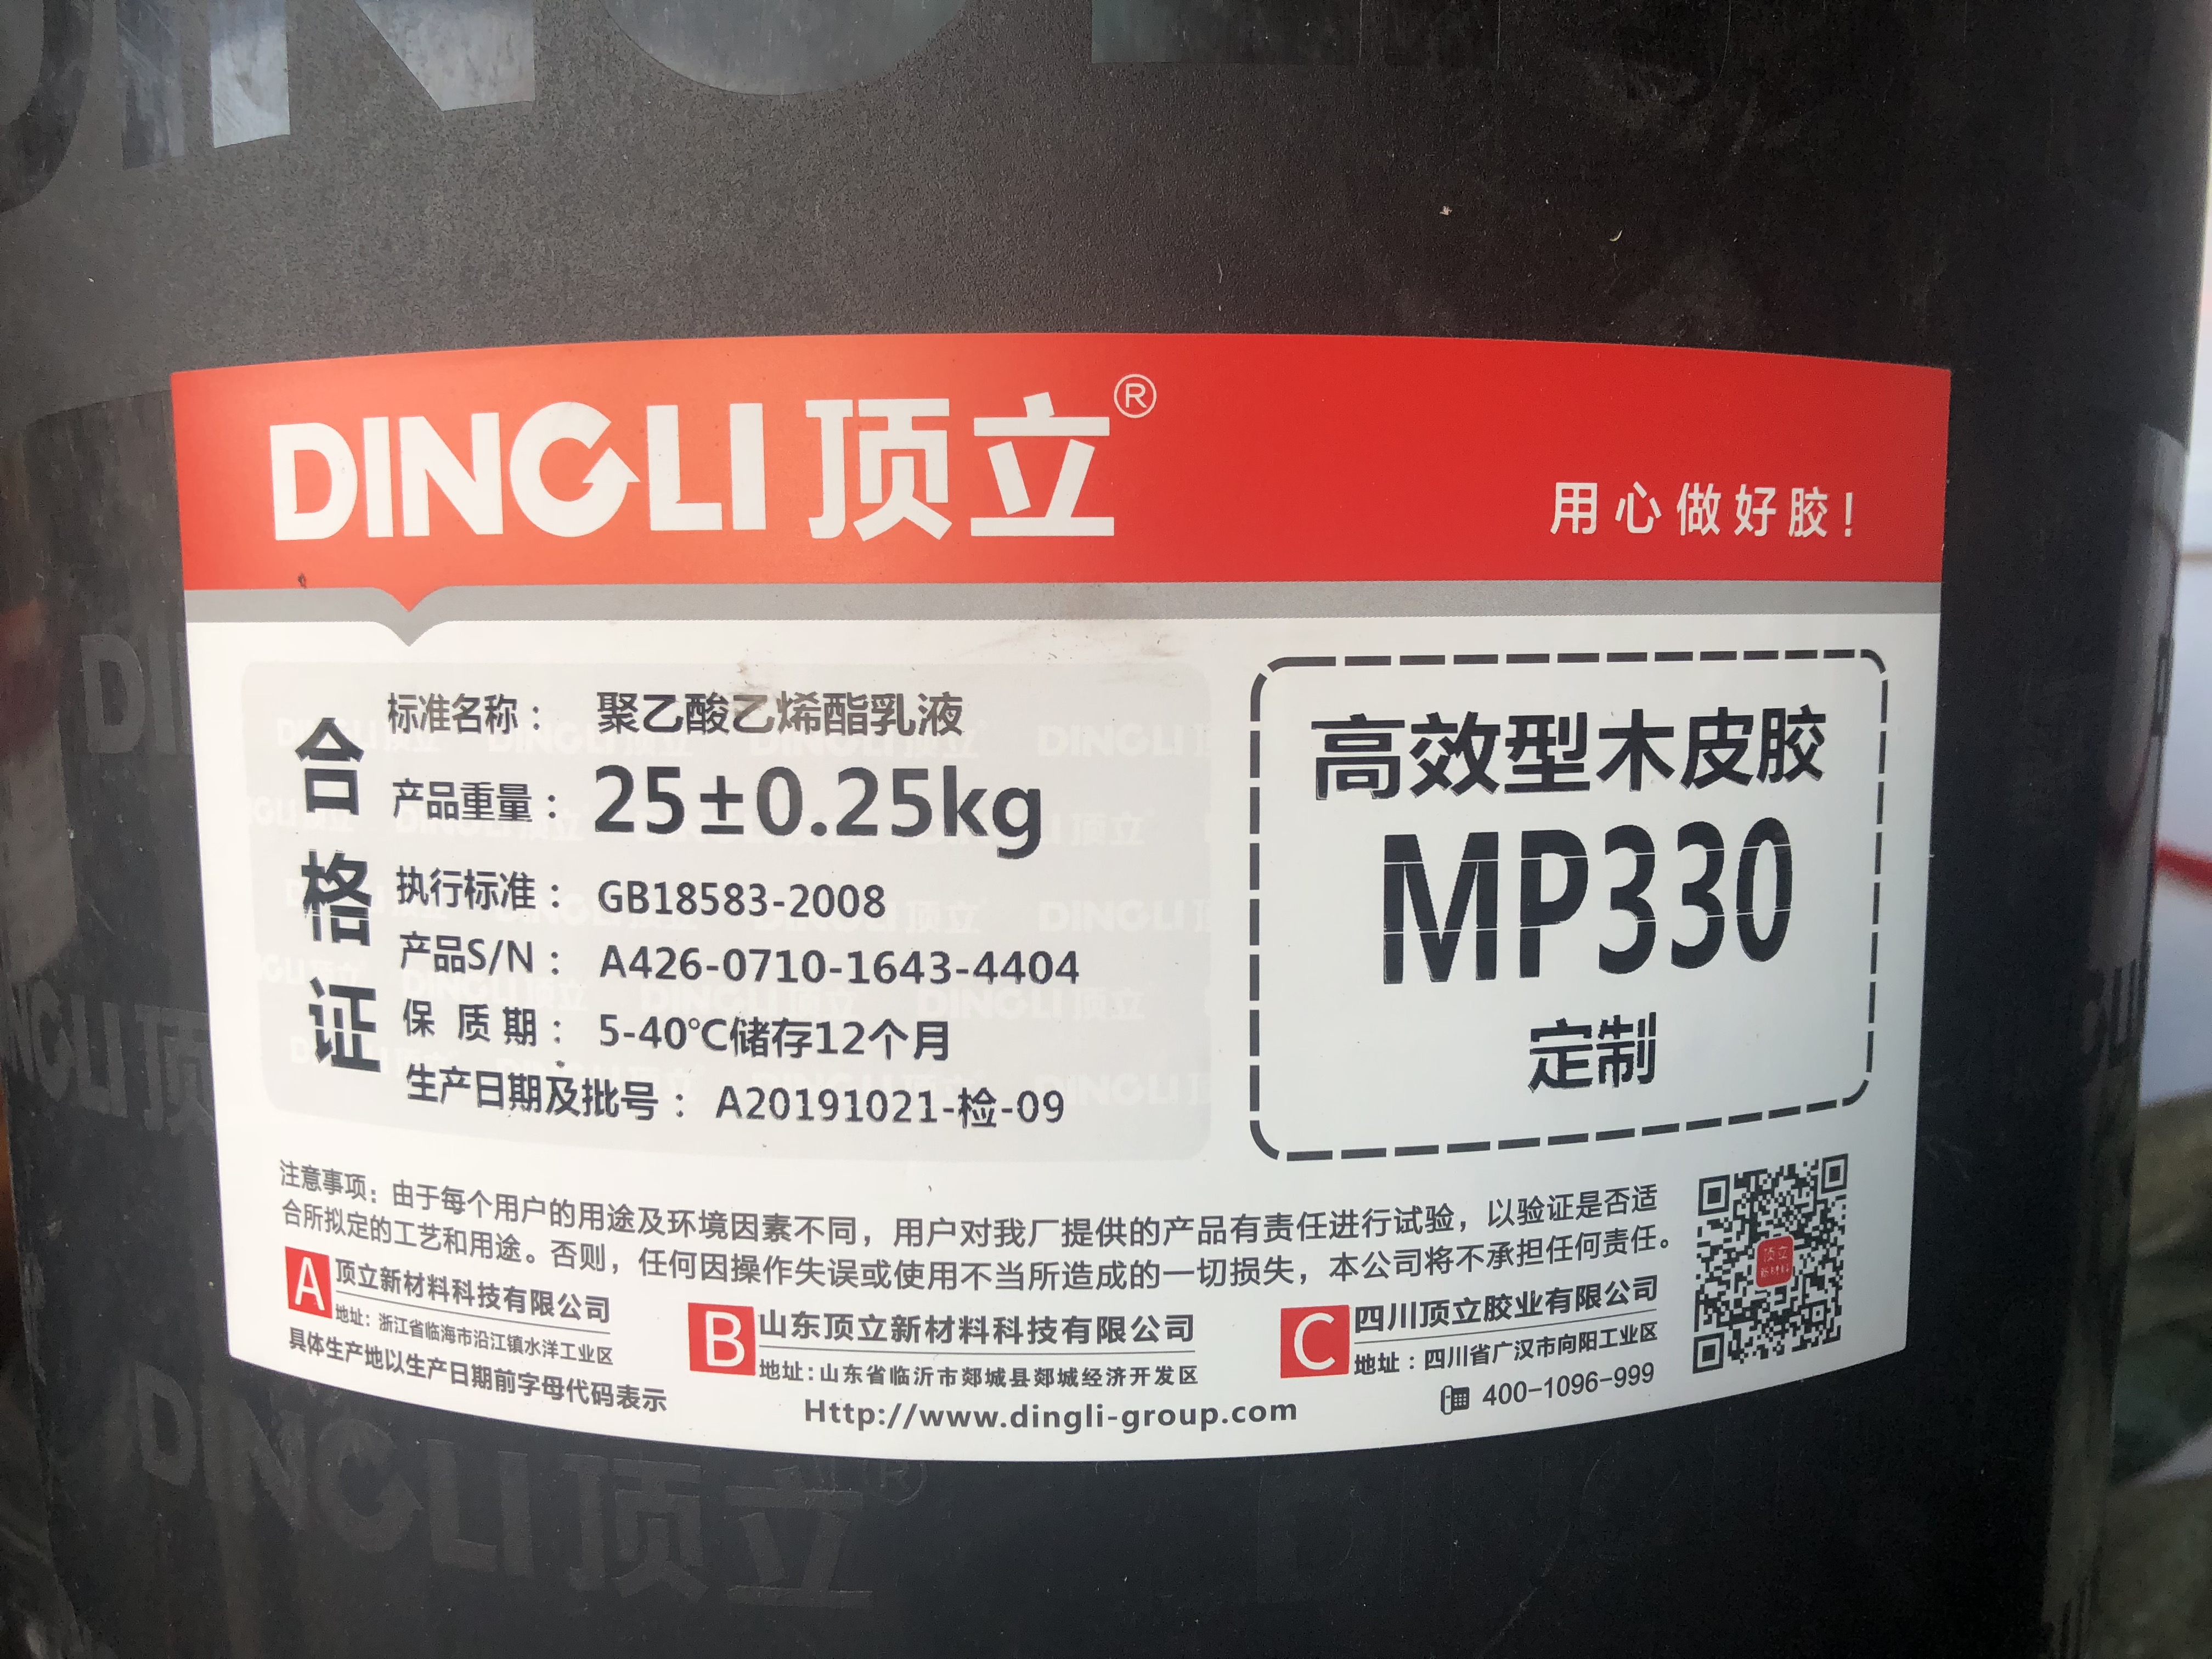 DINGLI 顶立®
用心做好胶!
合格证
标准名称： 聚乙酸乙烯酯乳液
产品重量： 25±0.25kg
执行标准： GB18583-2008
产品S/N： A426-0710-1643-4404
保 质 期： 5-40℃储存12个月
生产日期及批号： A20191021-检-09
高效型木皮胶
MP330
定制
注意事项：由于每个用户的用途及环境因素不同，用户对我厂提供的产品有责任进行试验，以验证是否适
合所拟定的工艺和用途。否则，任何因操作失误或使用不当所造成的一切损失，本公司将不承担任何责任。
A 顶立新材料科技有限公司
地址：浙江省临海市沿江镇水洋工业区
具体生产地以生产日期前字母代码表示
B 山东顶立新材料科技有限公司
地址:山东省临沂市郯城县郯城经济开发区
Http://www.dingli-group.com
C 四川顶立胶业有限公司
地址：四川省广汉市向阳工业区
400-1096-999
顶立
新材料
DINGLI 顶立®